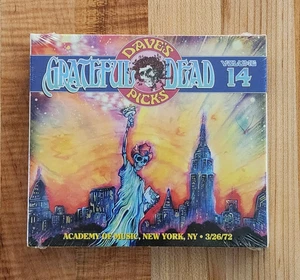 DAVE'S
GRATEFUL DEAD
PICKS
VOLUME
14
ACADEMY OF MUSIC, NEW YORK, NY • 3/26/72